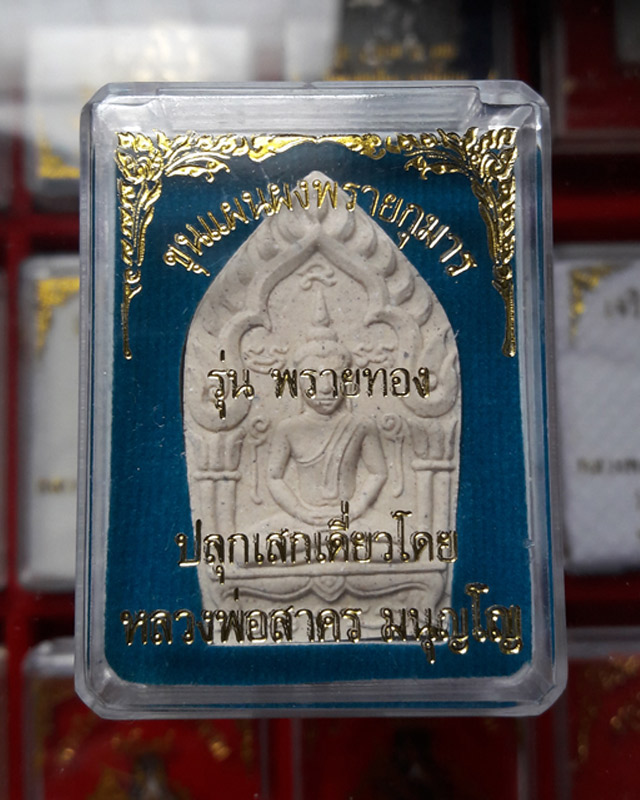 ขุนแผนผงพรายกุมาร
รุ่น พรายทอง
ปลุกเสกเดี่ยวโดย
หลวงพ่อสาคร มนุญโญ